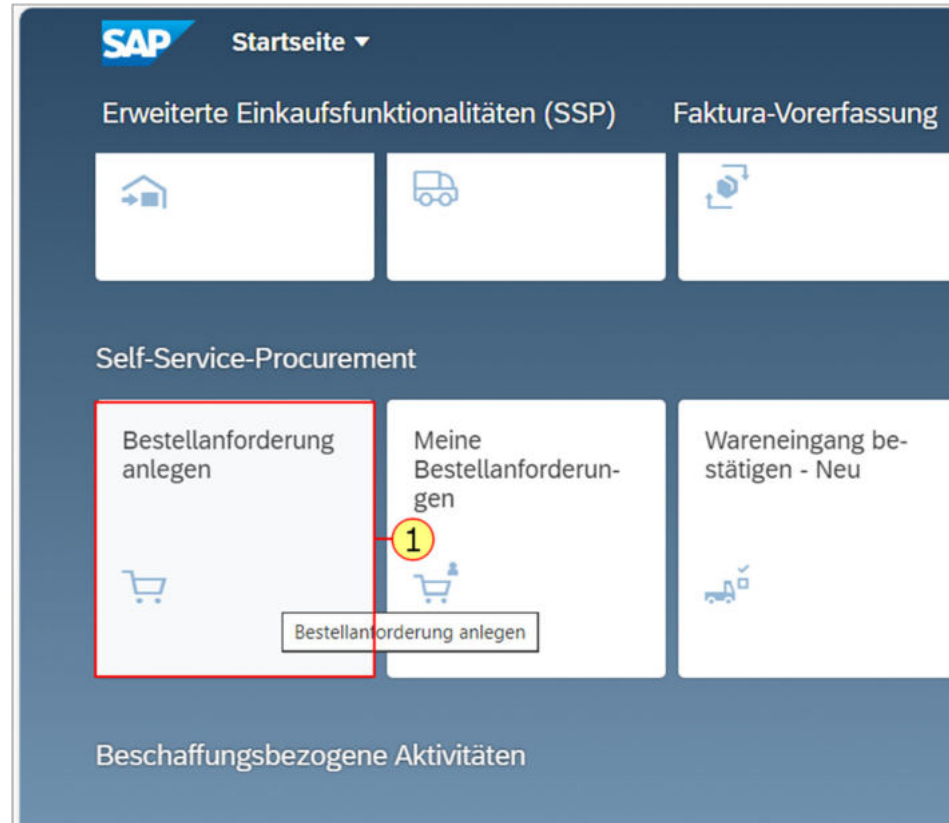 SAP Startseite
Erweiterte Einkaufsfunktionalitäten (SSP) Faktura-Vorerfassung
Self-Service-Procurement
Bestellanforderung
anlegen
Meine
Bestellanforderun-
gen
Wareneingang be-
stätigen - Neu
1
Bestellanforderung anlegen
Beschaffungsbezogene Aktivitäten